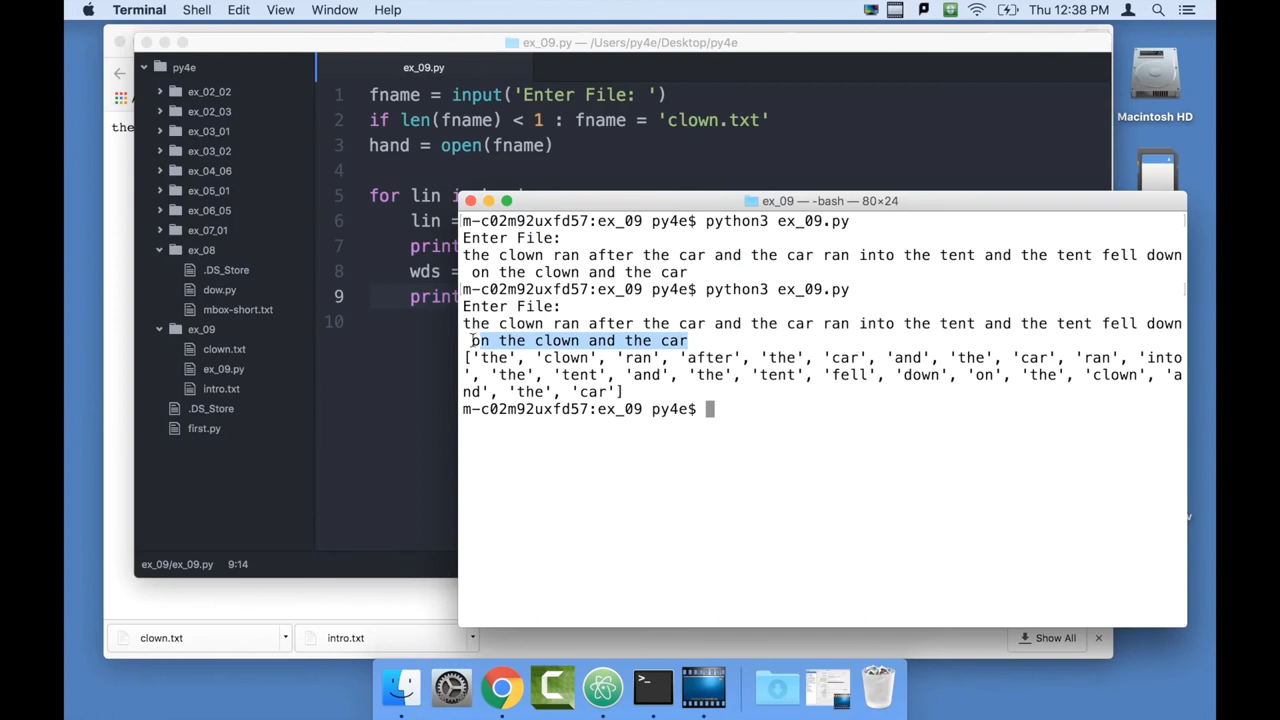 Terminal Shell Edit View Window Help
Thu 12:38 PM
ex_09.py — /Users/py4e/Desktop/py4e
py4e
ex_09.py
ex_02_02
ex_02_03
ex_03_01
ex_03_02
ex_04_06
ex_05_01
ex_06_05
ex_07_01
ex_08
.DS_Store
dow.py
mbox-short.txt
ex_09
clown.txt
ex_09.py
intro.txt
.DS_Store
first.py
the
1 fname = input('Enter File: ')
2 if len(fname) < 1 : fname = 'clown.txt'
3 hand = open(fname)
4
5 for lin i
6 lin =
7 print
8 wds =
9 print
10
ex_09/ex_09.py 9:14
ex_09 — -bash — 80×24
m-c02m92uxfd57:ex_09 py4e$ python3 ex_09.py
Enter File:
the clown ran after the car and the car ran into the tent and the tent fell down
on the clown and the car
m-c02m92uxfd57:ex_09 py4e$ python3 ex_09.py
Enter File:
the clown ran after the car and the car ran into the tent and the tent fell down
on the clown and the car
['the', 'clown', 'ran', 'after', 'the', 'car', 'and', 'the', 'car', 'ran', 'into
', 'the', 'tent', 'and', 'the', 'tent', 'fell', 'down', 'on', 'the', 'clown', 'a
nd', 'the', 'car']
m-c02m92uxfd57:ex_09 py4e$
Macintosh HD
clown.txt
intro.txt
Show All